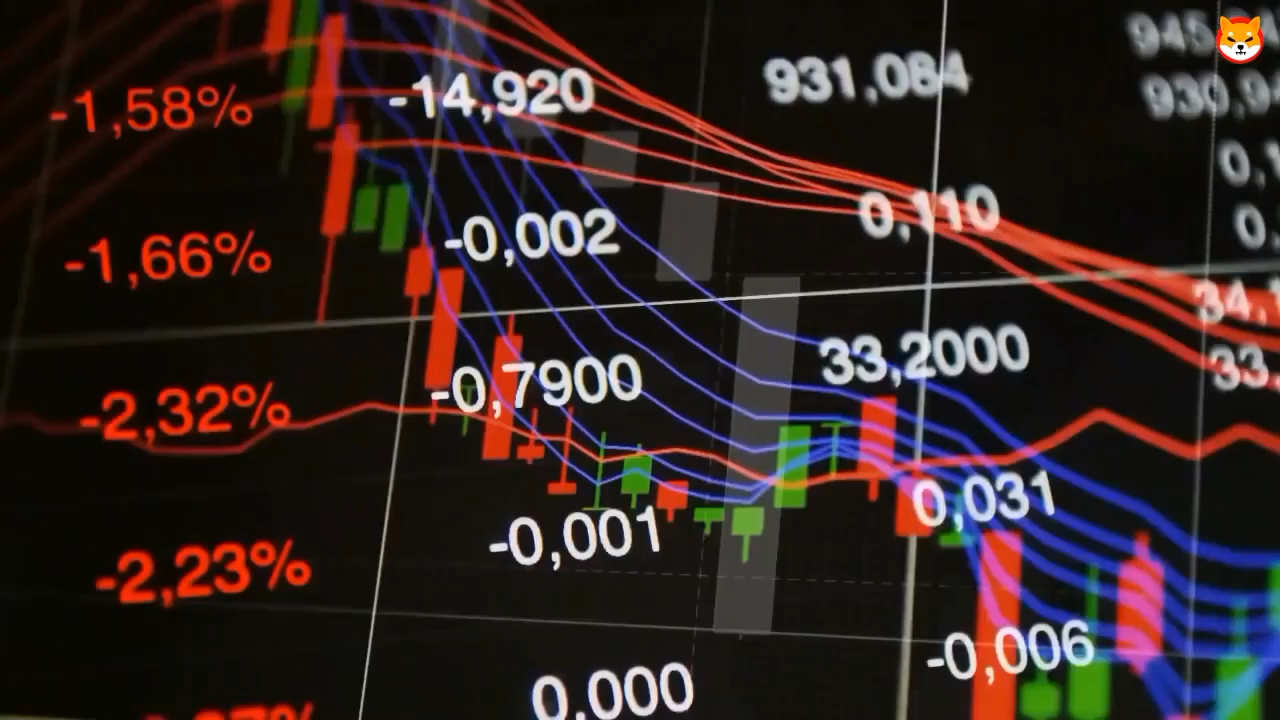 -1,58% -14,920 931,084
-1,66% -0,002 0,110
-2,32% -0,7900 33,2000
-2,23% -0,001 0,031
0,000 -0,006